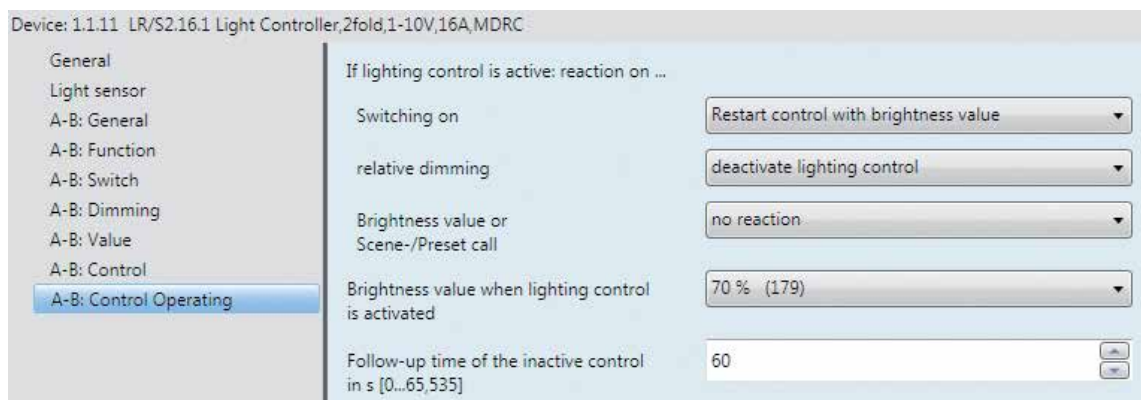 Device: 1.1.11 LR/S2.16.1 Light Controller,2fold,1-10V,16A,MDRC
General
Light sensor
A-B: General
A-B: Function
A-B: Switch
A-B: Dimming
A-B: Value
A-B: Control
A-B: Control Operating
If lighting control is active: reaction on ...
Switching on
Restart control with brightness value
relative dimming
deactivate lighting control
Brightness value or
Scene-/Preset call
no reaction
Brightness value when lighting control
is activated
70 % (179)
Follow-up time of the inactive control
in s [0...65,535]
60